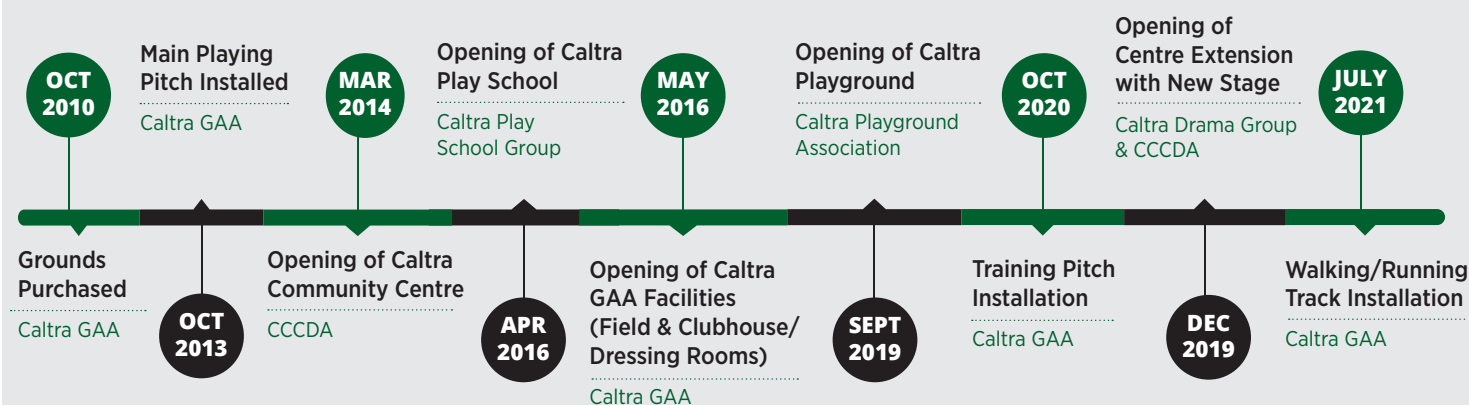 OCT
2010
Grounds
Purchased
Caltra GAA
Main Playing
Pitch Installed
Caltra GAA
OCT
2013
MAR
2014
Opening of Caltra
Community Centre
CCCDA
Opening of Caltra
Play School
Caltra Play
School Group
APR
2016
MAY
2016
Opening of Caltra
GAA Facilities
(Field & Clubhouse/
Dressing Rooms)
Caltra GAA
Opening of Caltra
Playground
Caltra Playground
Association
SEPT
2019
OCT
2020
Training Pitch
Installation
Caltra GAA
Opening of
Centre Extension
with New Stage
Caltra Drama Group
& CCCDA
DEC
2019
JULY
2021
Walking/Running
Track Installation
Caltra GAA